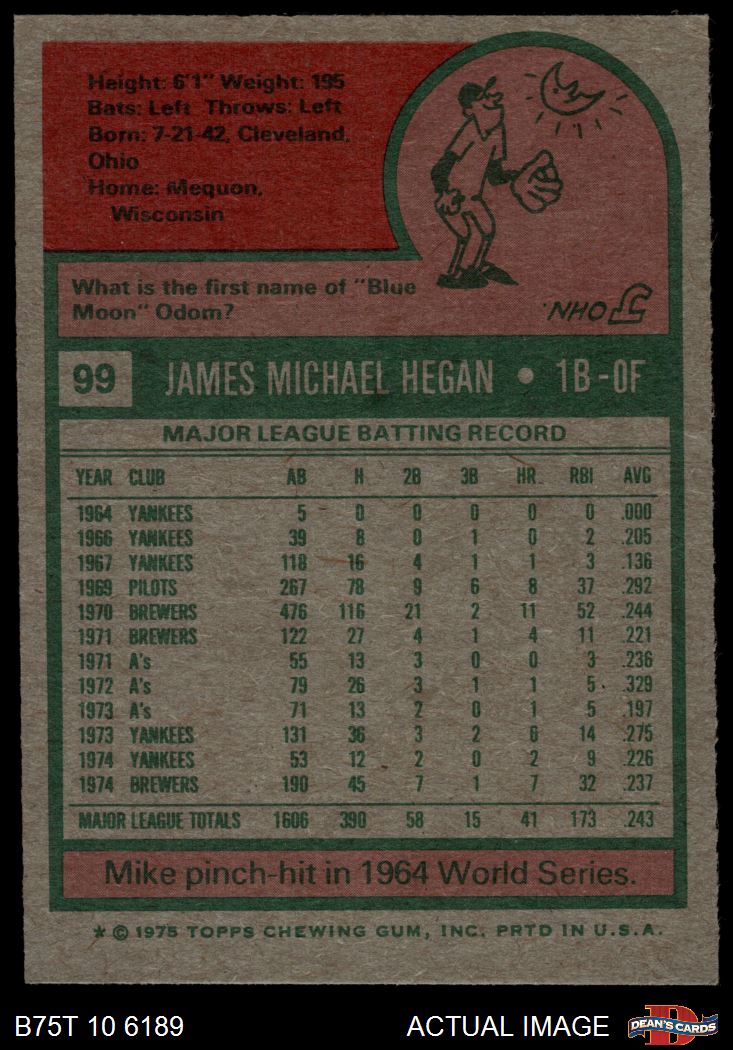 Height: 6'1" Weight: 195
Bats: Left Throws: Left
Born: 7-21-42, Cleveland,
Ohio
Home: Mequon,
Wisconsin
What is the first name of "Blue
Moon" Odom?
JOHN.
99 JAMES MICHAEL HEGAN • 1B-OF
MAJOR LEAGUE BATTING RECORD
YEAR CLUB AB H 2B 3B HR RBI AVG
1964 YANKEES 5 0 0 0 0 0 .000
1966 YANKEES 39 8 0 1 0 2 .205
1967 YANKEES 118 16 4 1 1 3 .136
1969 PILOTS 267 78 9 6 8 37 .292
1970 BREWERS 476 116 21 2 11 52 .244
1971 BREWERS 122 27 4 1 4 11 .221
1971 A's 55 13 3 0 0 3 .236
1972 A's 79 26 3 1 1 5 .329
1973 A's 71 13 2 0 1 5 .197
1973 YANKEES 131 36 3 2 6 14 .275
1974 YANKEES 53 12 2 0 2 9 .226
1974 BREWERS 190 45 7 1 7 32 .237
MAJOR LEAGUE TOTALS 1606 390 58 15 41 173 .243
Mike pinch-hit in 1964 World Series.
* © 1975 TOPPS CHEWING GUM, INC. PRTD IN U.S.A.
B75T 10 6189 ACTUAL IMAGE D DEAN'S CARDS